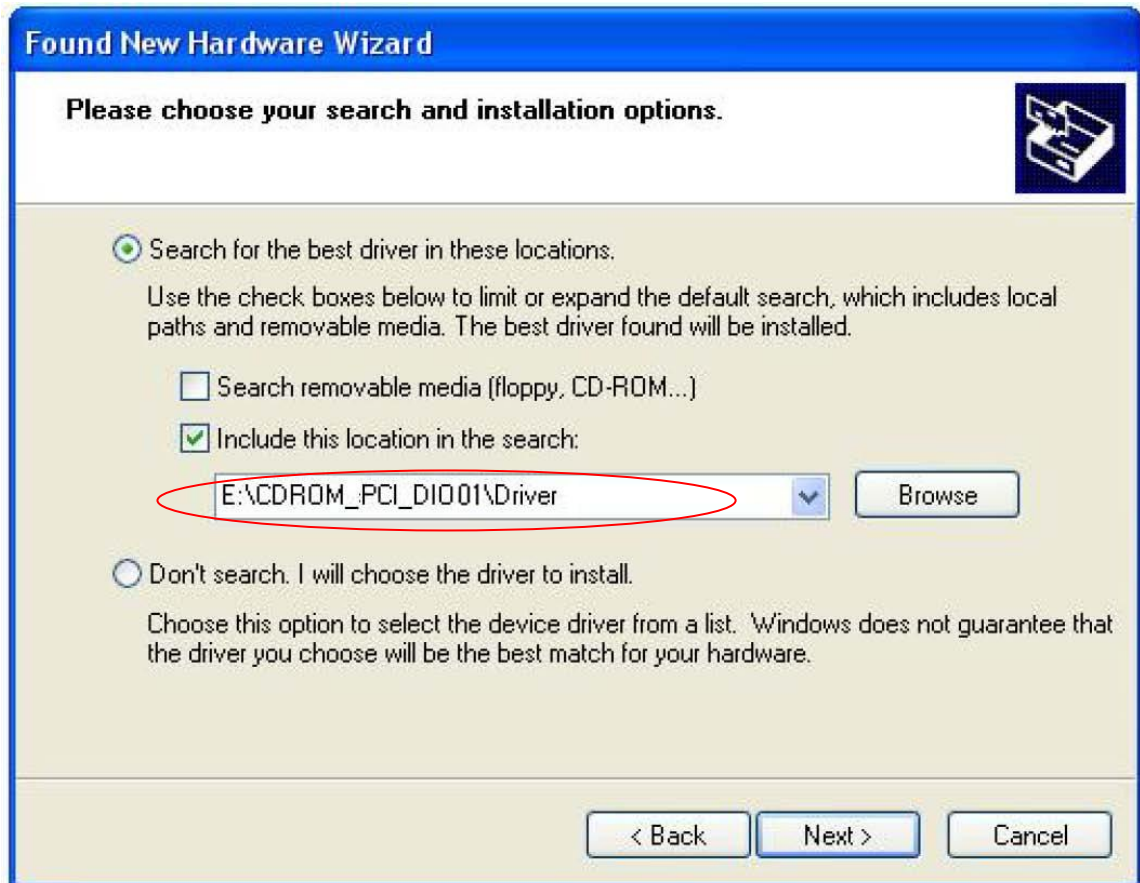 Found New Hardware Wizard
Please choose your search and installation options.
Search for the best driver in these locations.
Use the check boxes below to limit or expand the default search, which includes local
paths and removable media. The best driver found will be installed.
Search removable media (floppy, CD-ROM...)
Include this location in the search:
E:\CDROM_PCI_DIO01\Driver
Browse
Don't search. I will choose the driver to install.
Choose this option to select the device driver from a list. Windows does not guarantee that
the driver you choose will be the best match for your hardware.
< Back
Next >
Cancel